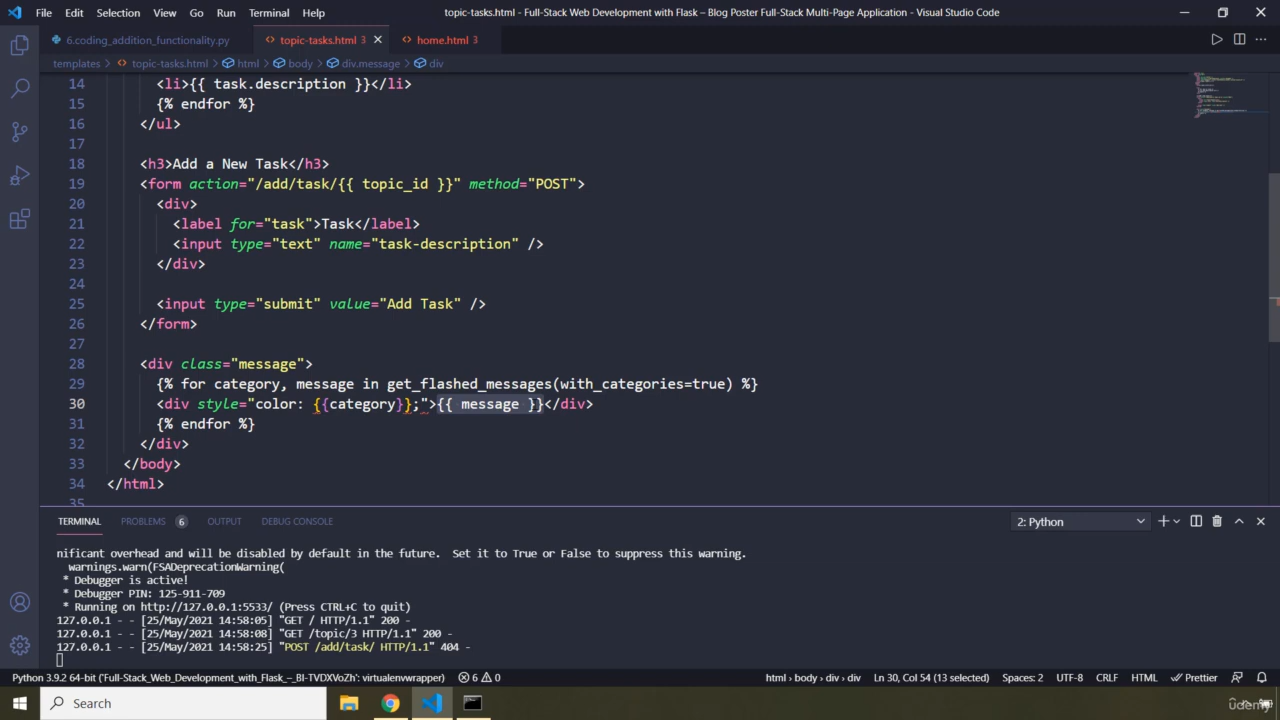 File Edit Selection View Go Run Terminal Help topic-tasks.html - Full-Stack Web Development with Flask – Blog Poster Full-Stack Multi-Page Application - Visual Studio Code
6.coding_addition_functionality.py topic-tasks.html 3 home.html 3
templates > topic-tasks.html > html > body > div.message > div
14 <li>{{ task.description }}</li>
15 {% endfor %}
16 </ul>
17
18 <h3>Add a New Task</h3>
19 <form action="/add/task/{{ topic_id }}" method="POST">
20 <div>
21 <label for="task">Task</label>
22 <input type="text" name="task-description" />
23 </div>
24
25 <input type="submit" value="Add Task" />
26 </form>
27
28 <div class="message">
29 {% for category, message in get_flashed_messages(with_categories=true) %}
30 <div style="color: {{category}};">{{ message }}</div>
31 {% endfor %}
32 </div>
33 </body>
34 </html>
35
TERMINAL PROBLEMS 6 OUTPUT DEBUG CONSOLE 2: Python
nificant overhead and will be disabled by default in the future.  Set it to True or False to suppress this warning.
warnings.warn(FSADeprecationWarning(
* Debugger is active!
* Debugger PIN: 125-911-709
* Running on http://127.0.0.1:5533/ (Press CTRL+C to quit)
127.0.0.1 - - [25/May/2021 14:58:05] "GET / HTTP/1.1" 200 -
127.0.0.1 - - [25/May/2021 14:58:08] "GET /topic/3 HTTP/1.1" 200 -
127.0.0.1 - - [25/May/2021 14:58:25] "POST /add/task/ HTTP/1.1" 404 -
Python 3.9.2 64-bit ('Full-Stack_Web_Development_with_Flask_–_BI-TVDXVoZh': virtualenvwrapper) 6 0 html > body > div > div Ln 30, Col 54 (13 selected) Spaces: 2 UTF-8 CRLF HTML Prettier
Search
udemy